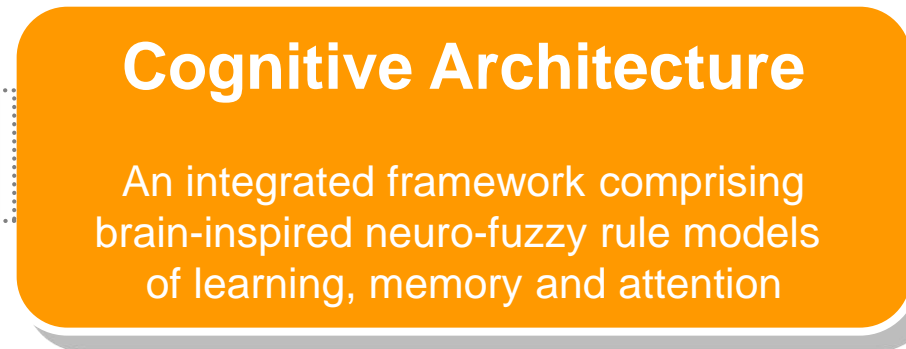 Cognitive Architecture
An integrated framework comprising
brain-inspired neuro-fuzzy rule models
of learning, memory and attention